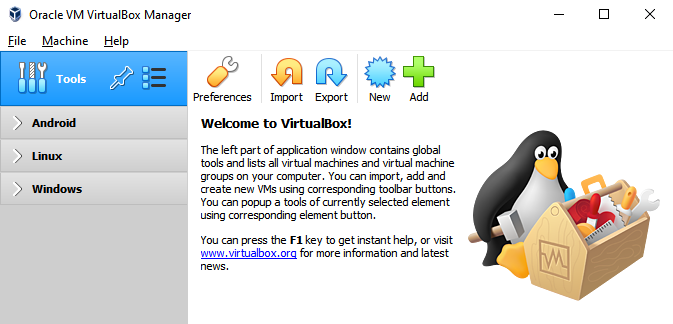 Oracle VM VirtualBox Manager
File Machine Help
Tools
Preferences Import Export New Add
Android
Linux
Windows
Welcome to VirtualBox!
The left part of application window contains global
tools and lists all virtual machines and virtual machine
groups on your computer. You can import, add and
create new VMs using corresponding toolbar buttons.
You can popup a tools of currently selected element
using corresponding element button.
You can press the F1 key to get instant help, or visit
www.virtualbox.org for more information and latest
news.
VM